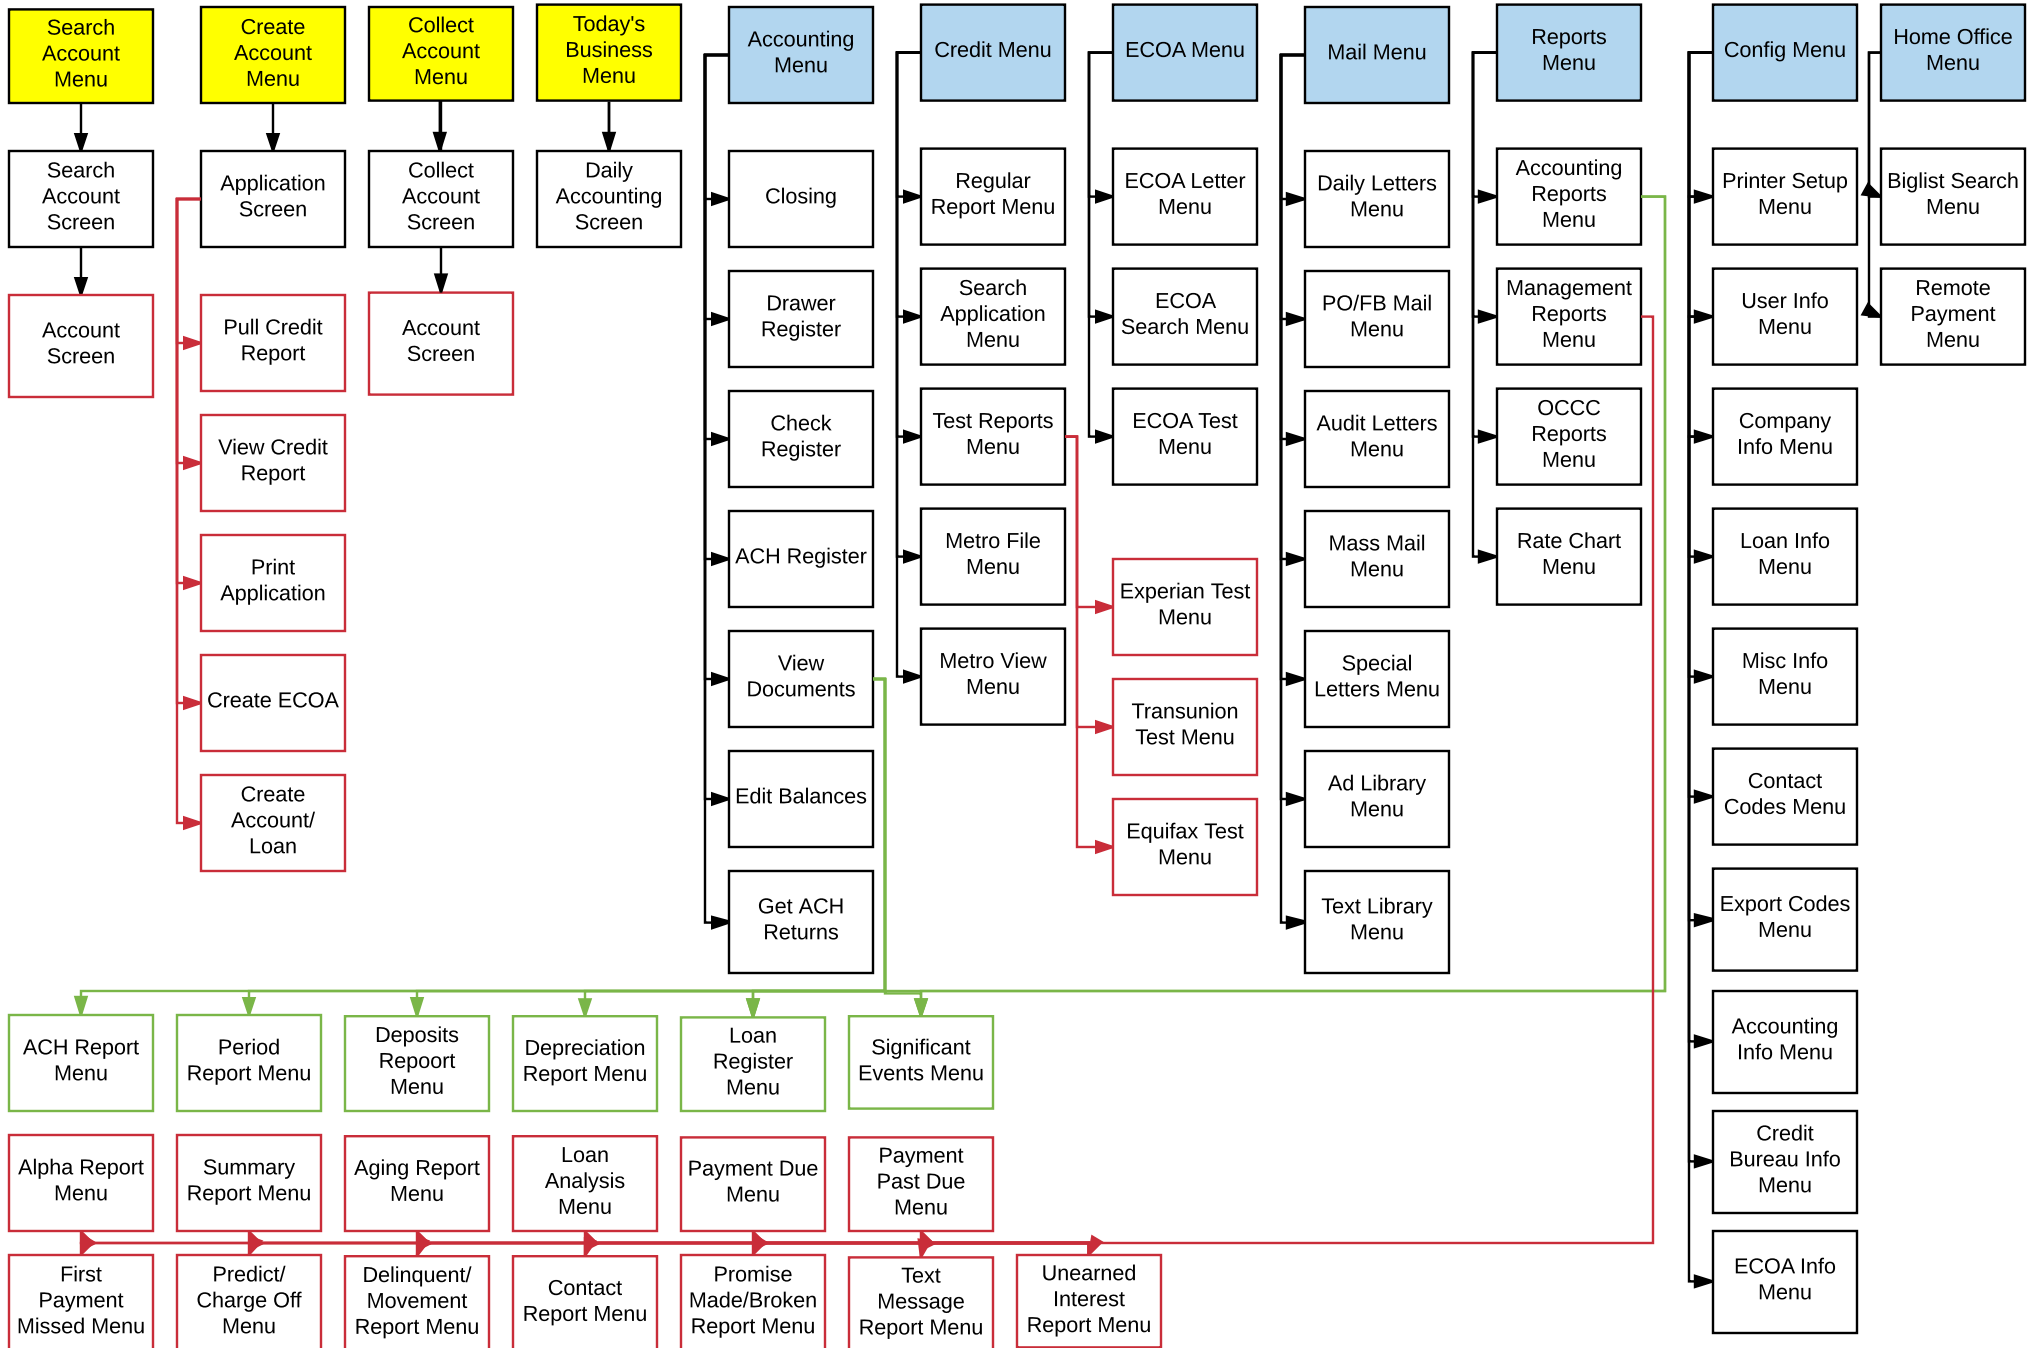 Search
Account
Menu
Create
Account
Menu
Collect
Account
Menu
Today's
Business
Menu
Accounting
Menu
Credit Menu
ECOA Menu
Mail Menu
Reports
Menu
Config Menu
Home Office
Menu
Search
Account
Screen
Application
Screen
Collect
Account
Screen
Daily
Accounting
Screen
Closing
Regular
Report Menu
ECOA Letter
Menu
Daily Letters
Menu
Accounting
Reports
Menu
Printer Setup
Menu
Biglist Search
Menu
Account
Screen
Pull Credit
Report
Account
Screen
Drawer
Register
Search
Application
Menu
ECOA
Search Menu
PO/FB Mail
Menu
Management
Reports
Menu
User Info
Menu
Remote
Payment
Menu
View Credit
Report
Check
Register
Test Reports
Menu
ECOA Test
Menu
Audit Letters
Menu
OCCC
Reports
Menu
Company
Info Menu
Print
Application
ACH Register
Metro File
Menu
Experian Test
Menu
Mass Mail
Menu
Rate Chart
Menu
Loan Info
Menu
Create ECOA
View
Documents
Metro View
Menu
Transunion
Test Menu
Special
Letters Menu
Misc Info
Menu
Create
Account/
Loan
Edit Balances
Equifax Test
Menu
Ad Library
Menu
Contact
Codes Menu
Get ACH
Returns
Text Library
Menu
Export Codes
Menu
ACH Report
Menu
Period
Report Menu
Deposits
Repoort
Menu
Depreciation
Report Menu
Loan
Register
Menu
Significant
Events Menu
Accounting
Info Menu
Alpha Report
Menu
Summary
Report Menu
Aging Report
Menu
Loan
Analysis
Menu
Payment Due
Menu
Payment
Past Due
Menu
Credit
Bureau Info
Menu
First
Payment
Missed Menu
Predict/
Charge Off
Menu
Delinquent/
Movement
Report Menu
Contact
Report Menu
Promise
Made/Broken
Report Menu
Text
Message
Report Menu
Unearned
Interest
Report Menu
ECOA Info
Menu